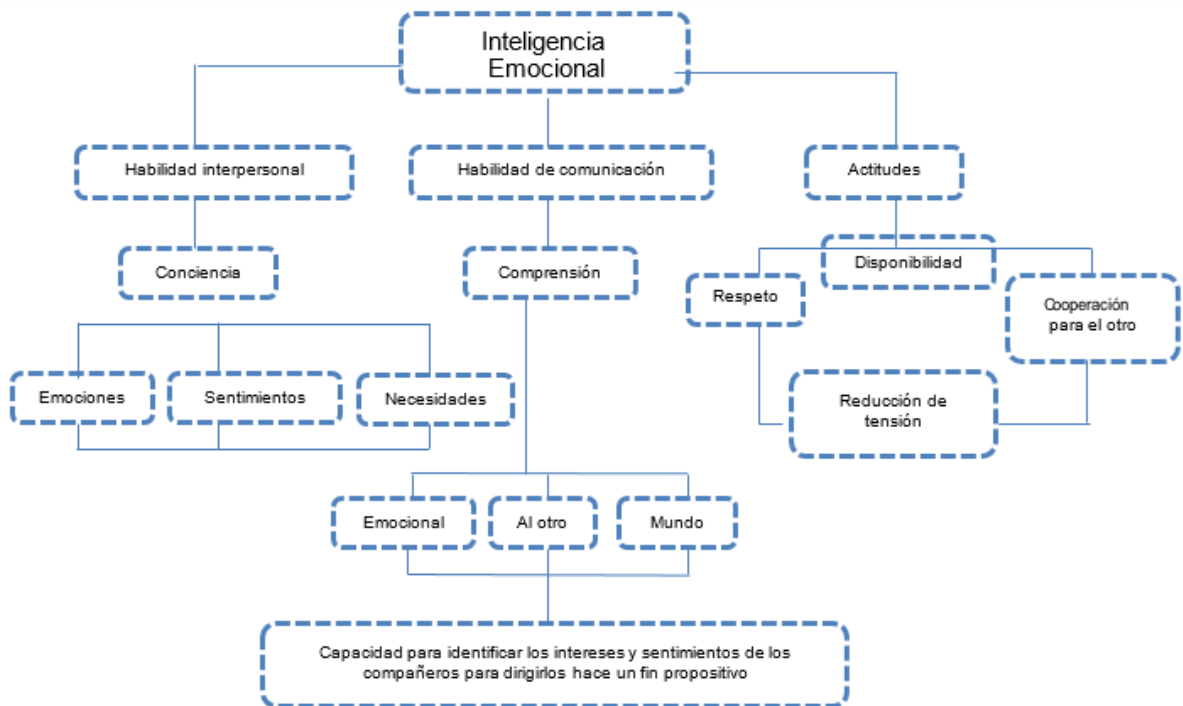 Inteligencia
Emocional
Habilidad interpersonal
Habilidad de comunicación
Actitudes
Conciencia
Comprensión
Disponibilidad
Respeto
Cooperación
para el otro
Emociones
Sentimientos
Necesidades
Reducción de
tensión
Emocional
Al otro
Mundo
Capacidad para identificar los intereses y sentimientos de los
compañeros para dirigirlos hace un fin propositivo